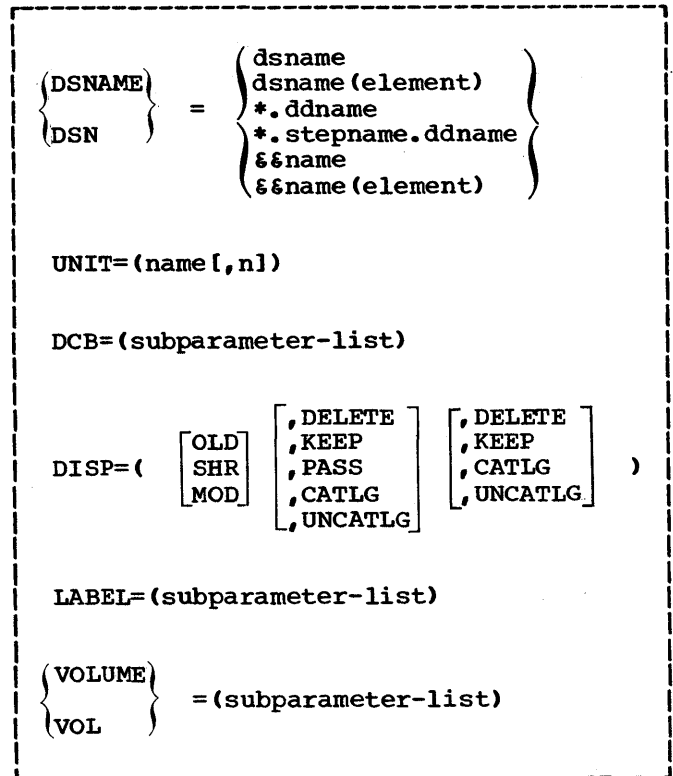 dsname
DSNAME dsname(element)
= *.ddname
DSN *.stepname.ddname
&&name
&&name(element)
UNIT=(name[,n])
DCB=(subparameter-list)
,DELETE ,DELETE
OLD ,KEEP ,KEEP
DISP=( SHR ,PASS ,CATLG )
MOD ,CATLG ,UNCATLG
,UNCATLG
LABEL=(subparameter-list)
VOLUME
=(subparameter-list)
VOL